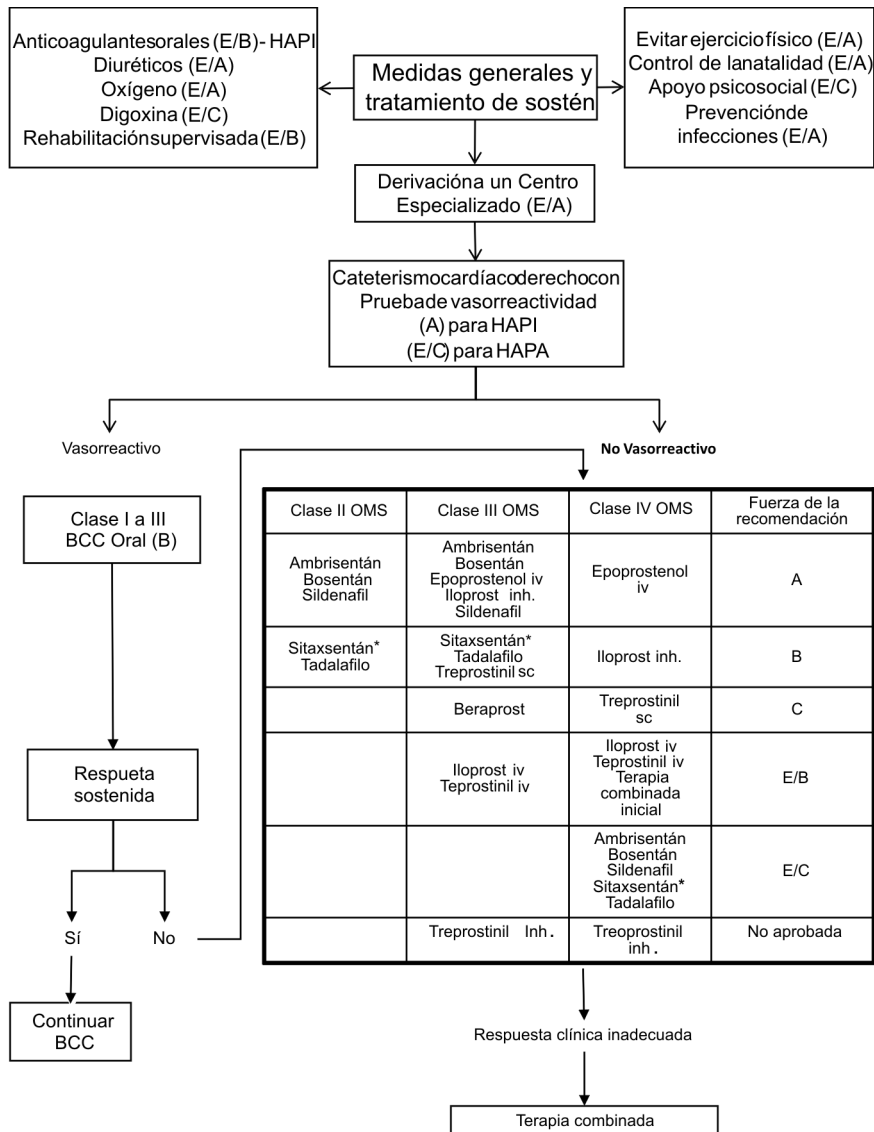 Anticoagulantesorales (E/B) - HAPI
Diuréticos (E/A)
Oxígeno (E/A)
Digoxina (E/C)
Rehabilitaciónsupervisada (E/B)
Medidas generales y
tratamiento de sostén
Evitar ejercicio físico (E/A)
Control de lanatalidad (E/A)
Apoyo psicosocial (E/C)
Prevenciónde
infecciones (E/A)
Derivacióna un Centro
Especializado (E/A)
Cateterismocardíacoderechocon
Pruebade vasorreactividad
(A) para HAPI
(E/C) para HAPA
Vasorreactivo
No Vasorreactivo
Clase I a III
BCC Oral (B)
Respueta
sostenida
Sí
No
Continuar
BCC
Clase II OMS
Clase III OMS
Clase IV OMS
Fuerza de la
recomendación
Ambrisentán
Bosentán
Sildenafil
Ambrisentán
Bosentán
Epoprostenol iv
Iloprost inh.
Sildenafil
Epoprostenol
iv
A
Sitaxsentán*
Tadalafilo
Sitaxsentán*
Tadalafilo
Treprostinil sc
Iloprost inh.
B
Beraprost
Treprostinil
sc
C
Iloprost iv
Teprostinil iv
Iloprost iv
Teprostinil iv
Terapia
combinada
inicial
E/B
Ambrisentán
Bosentán
Sildenafil
Sitaxsentán*
Tadalafilo
E/C
Treprostinil Inh.
Treoprostinil
inh.
No aprobada
Respuesta clínica inadecuada
Terapia combinada